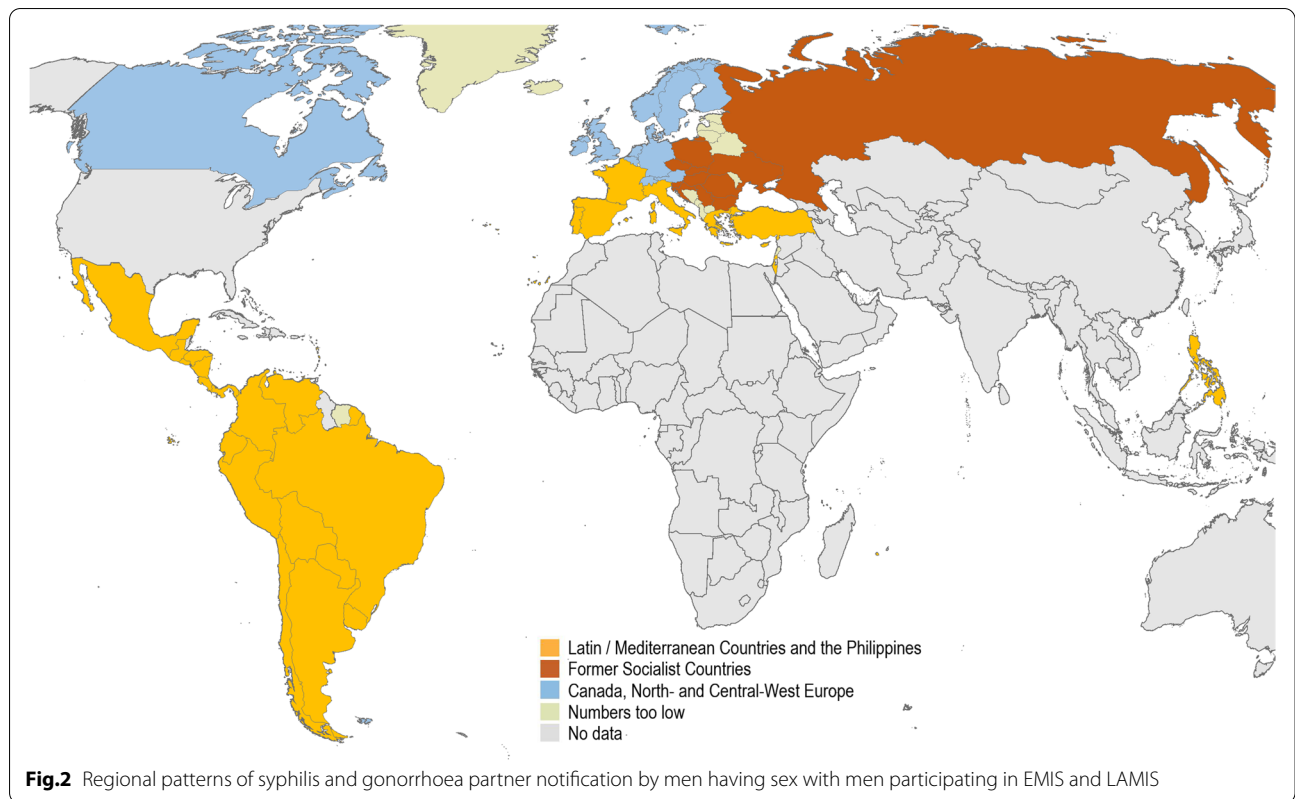 Latin / Mediterranean Countries and the Philippines
Former Socialist Countries
Canada, North- and Central-West Europe
Numbers too low
No data
Fig.2 Regional patterns of syphilis and gonorrhoea partner notification by men having sex with men participating in EMIS and LAMIS